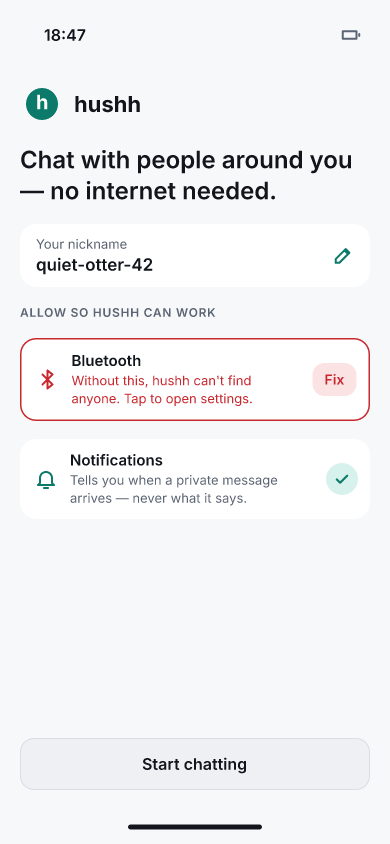 18:47
h hushh
Chat with people around you
— no internet needed.
Your nickname
quiet-otter-42
ALLOW SO HUSHH CAN WORK
Bluetooth
Without this, hushh can't find
anyone. Tap to open settings.
Fix
Notifications
Tells you when a private message
arrives — never what it says.
Start chatting